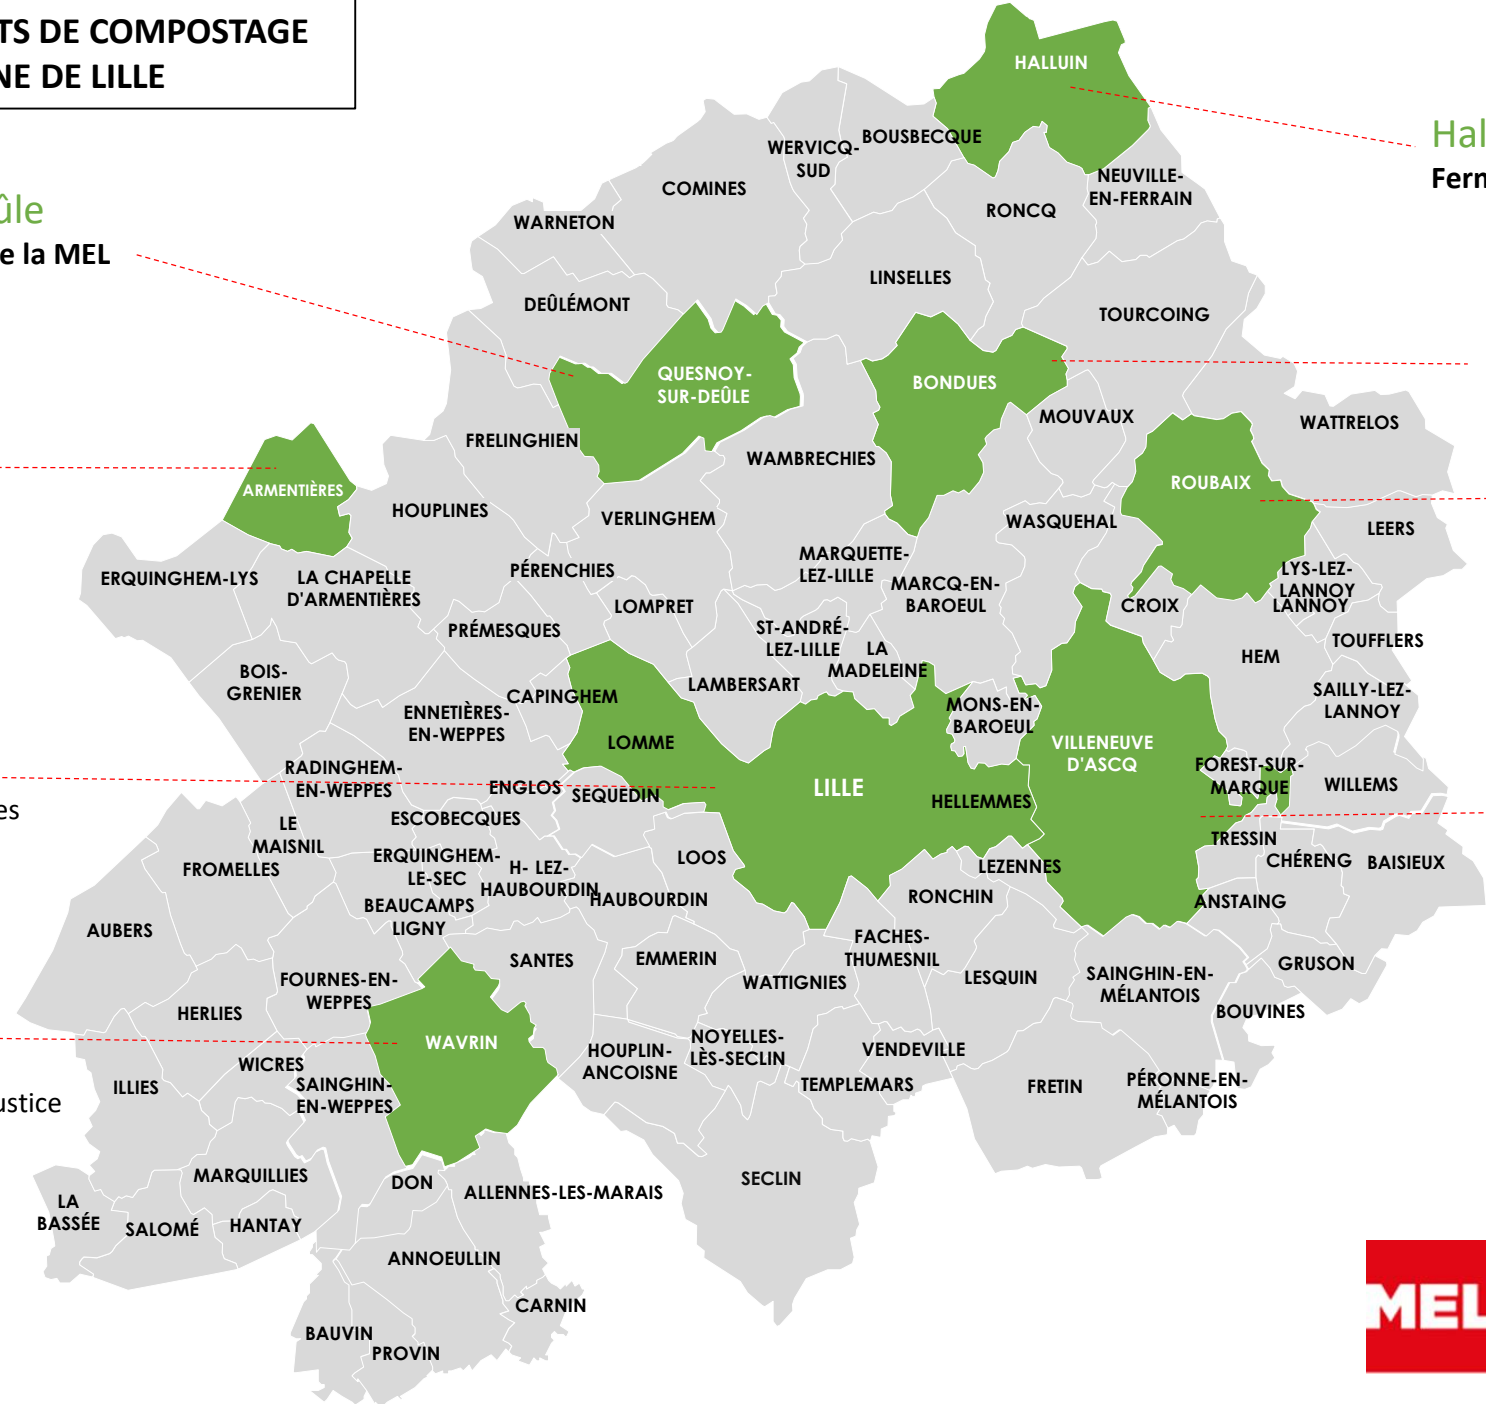 TS DE COMPOSTAGE
NE DE LILLE
HALLUIN
Hal
Fern
BOUSBECQUE
WERVICQ-
SUD
NEUVILLE-
EN-FERRAIN
COMINES
RONCQ
WARNETON
ûle
e la MEL
LINSELLES
DEÛLÉMONT
TOURCOING
QUESNOY-
SUR-DEÛLE
BONDUES
MOUVAUX
WATTRELOS
FRELINGHIEN
WAMBRECHIES
ROUBAIX
ARMENTIÈRES
HOUPLINES
VERLINGHEM
WASQUEHAL
LEERS
ERQUINGHEM-LYS
LA CHAPELLE
D'ARMENTIÈRES
PÉRENCHIES
MARQUETTE-
LEZ-LILLE
MARCQ-EN-
BAROEUL
LYS-LEZ-
LANNOY
LANNOY
CROIX
LOMPRET
PRÉMESQUES
ST-ANDRÉ-
LEZ-LILLE
LA
MADELEINE
TOUFFLERS
HEM
BOIS-
GRENIER
LAMBERSART
CAPINGHEM
SAILLY-LEZ-
LANNOY
ENNETIÈRES-
EN-WEPPES
MONS-EN-
BAROEUL
LOMME
VILLENEUVE
D'ASCQ
RADINGHEM-
EN-WEPPES
ENGLOS
SEQUEDIN
LILLE
HELLEMMES
FOREST-SUR-
MARQUE
WILLEMS
es
ESCOBECQUES
LE
MAISNIL
TRESSIN
FROMELLES
ERQUINGHEM-
LE-SEC
H- LEZ-
HAUBOURDIN
LOOS
LEZENNES
CHÉRENG
BAISIEUX
BEAUCAMPS
LIGNY
HAUBOURDIN
RONCHIN
ANSTAING
AUBERS
FACHES-
THUMESNIL
SANTES
EMMERIN
WATTIGNIES
LESQUIN
SAINGHIN-EN-
MÉLANTOIS
GRUSON
FOURNES-EN-
WEPPES
HERLIES
BOUVINES
WAVRIN
NOYELLES-
LÈS-SECLIN
HOUPLIN-
ANCOISNE
VENDEVILLE
WICRES
SAINGHIN-
EN-WEPPES
ILLIES
TEMPLEMARS
FRETIN
PÉRONNE-EN-
MÉLANTOIS
ustice
MARQUILLIES
DON
ALLENNES-LES-MARAIS
SECLIN
LA
BASSÉE
SALOMÉ
HANTAY
ANNOEULLIN
CARNIN
BAUVIN
PROVIN
MEL